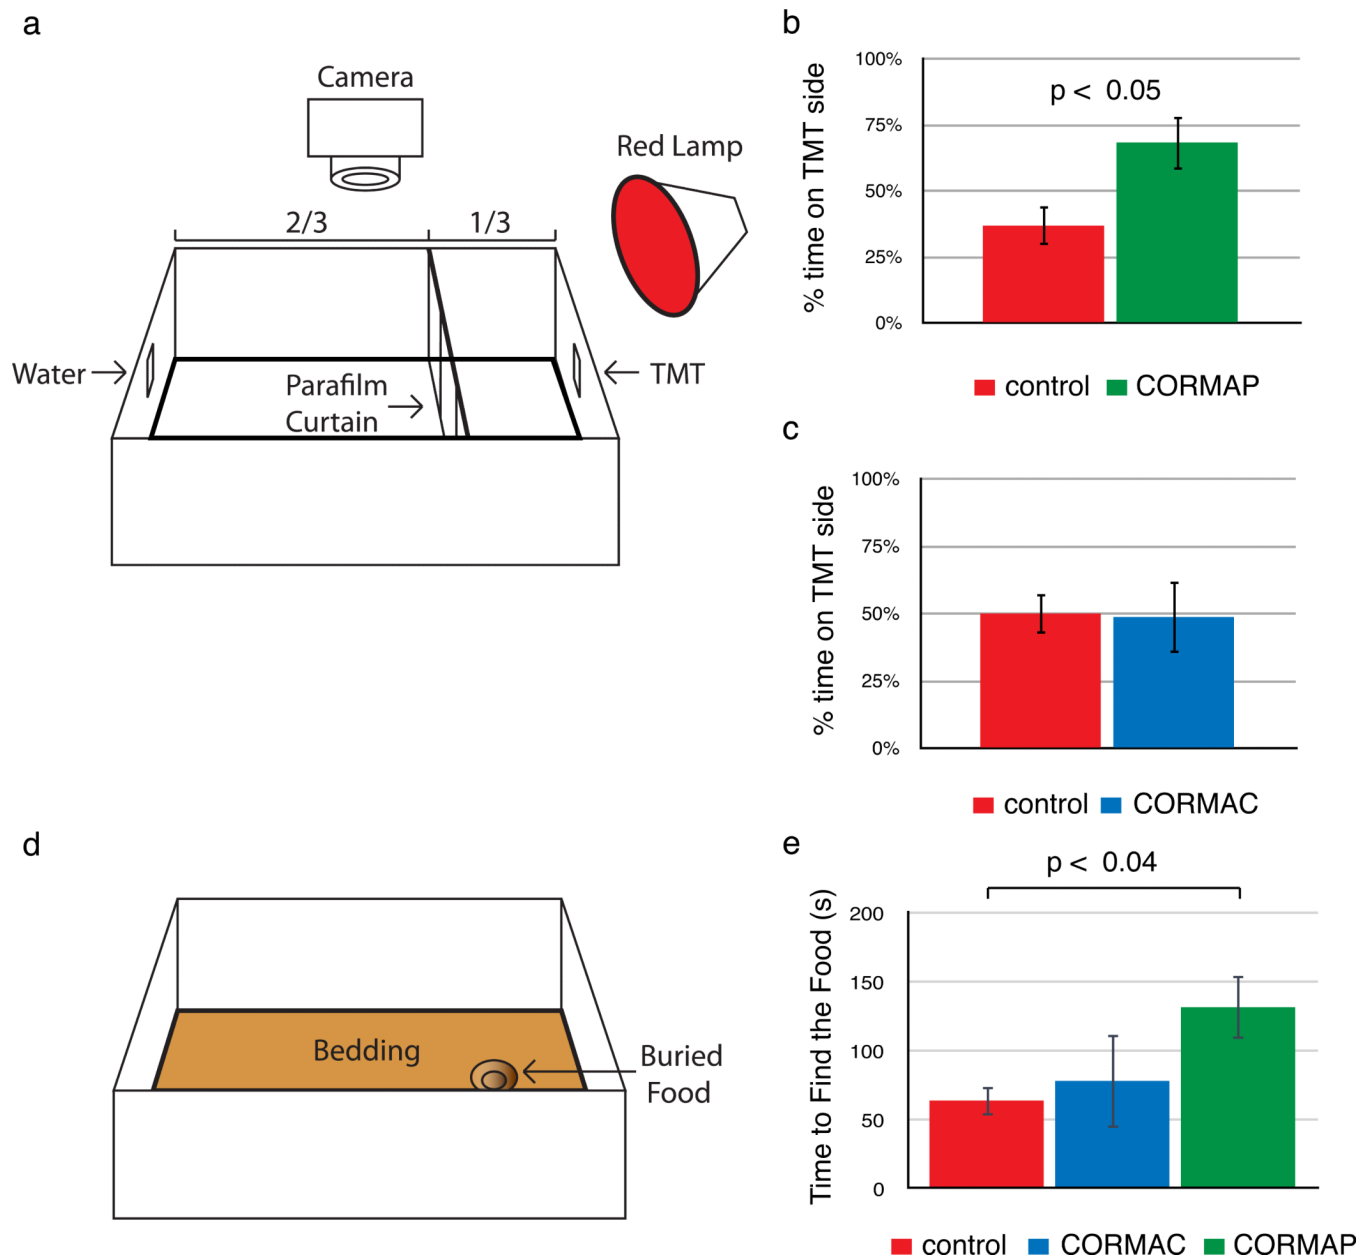 a
Camera
Red Lamp
2/3
1/3
Water
Parafilm
Curtain
TMT
b
% time on TMT side
100%
p < 0.05
75%
50%
25%
0%
control
CORMAP
c
% time on TMT side
100%
75%
50%
25%
0%
control
CORMAC
d
Bedding
Buried
Food
e
p < 0.04
Time to Find the Food (s)
200
150
100
50
0
control
CORMAC
CORMAP